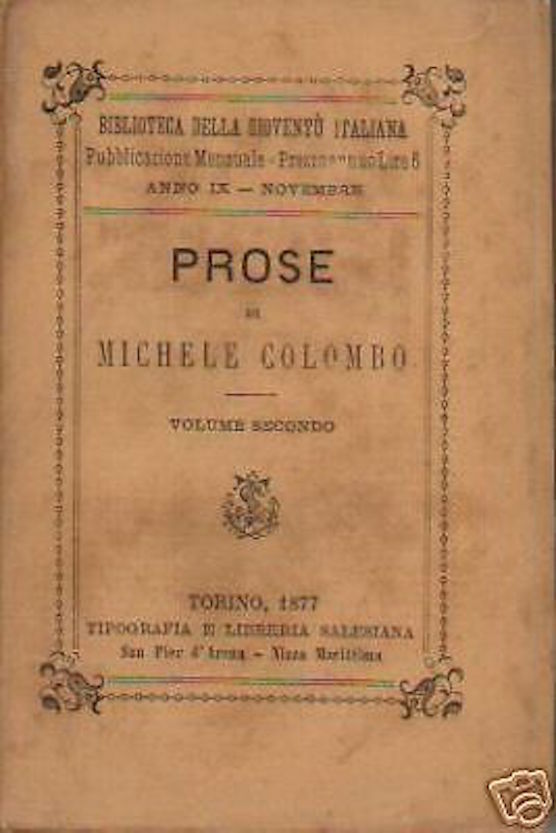 BIBLIOTECA DELLA GIOVENTÙ ITALIANA
Pubblicazione Mensuale - Prezzo annuo Lire 6
ANNO IX — NOVEMBRE
PROSE
DI
MICHELE COLOMBO
VOLUME SECONDO
TORINO, 1877
TIPOGRAFIA E LIBRERIA SALESIANA
San Pier d'Arena - Nizza Marittima